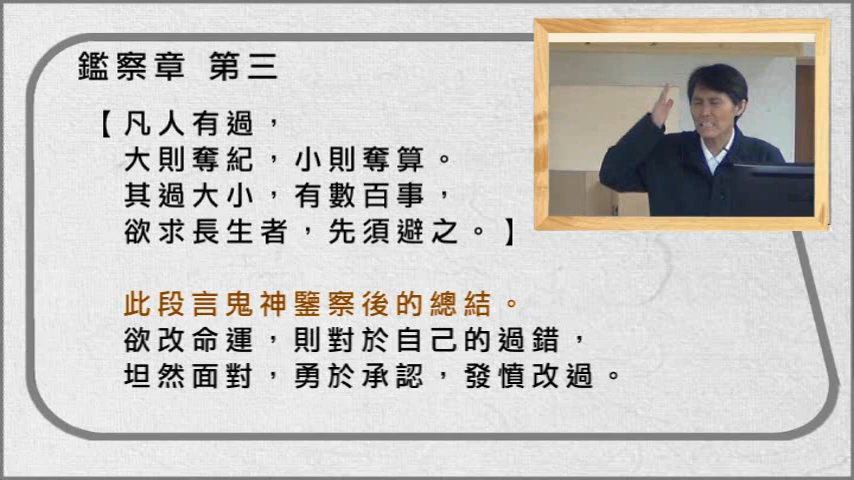 鑑察章 第三
【凡人有過，
大則奪紀，小則奪算。
其過大小，有數百事，
欲求長生者，先須避之。】
此段言鬼神鑒察後的總結。
欲改命運，則對於自己的過錯，
坦然面對，勇於承認，發憤改過。